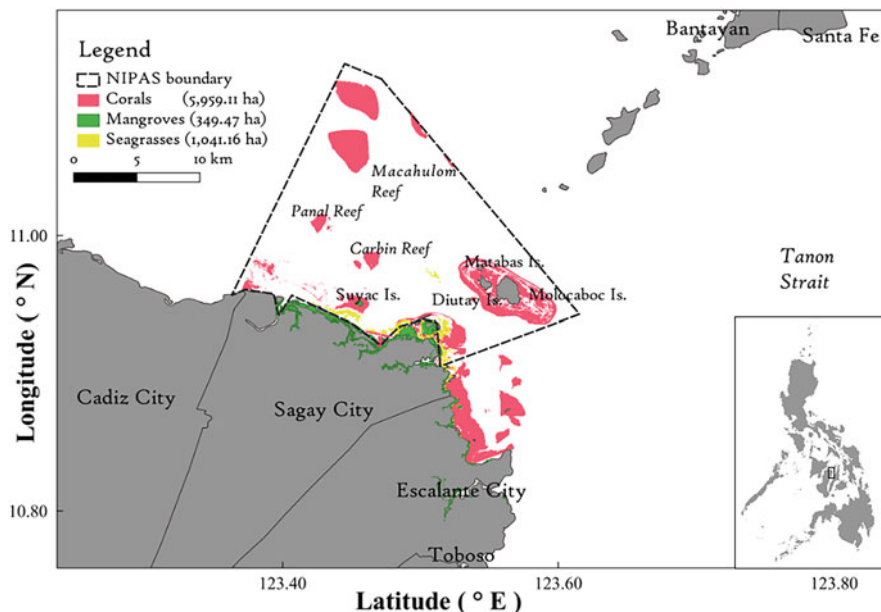 Bantayan
Santa Fe
Legend
NIPAS boundary
Corals (5,959.11 ha)
Mangroves (349.47 ha)
Seagrasses (1,041.16 ha)
0 5 10 km
Macahulom
Reef
Panal Reef
11.00
Carbin Reef
Tanon
Strait
Matabas Is.
Suyac Is.
Diutay Is.
Molocaboc Is.
Longitude ( ° N)
Cadiz City
Sagay City
Escalante City
10.80
Toboso
123.40
123.60
123.80
Latitude ( ° E )